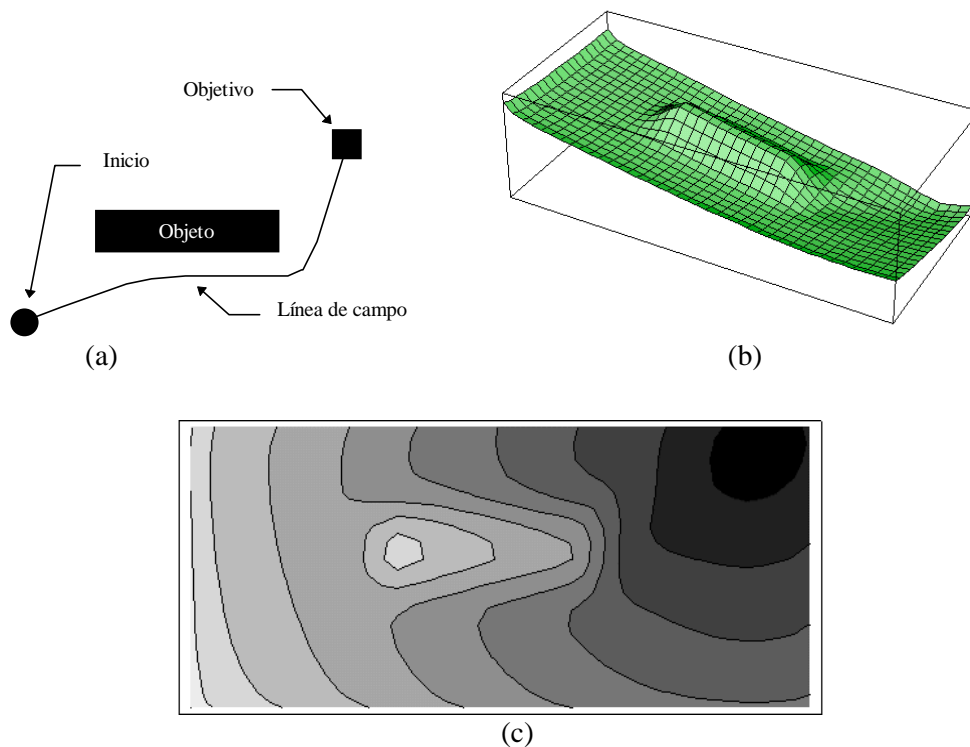 Objetivo
Inicio
Objeto
Línea de campo
(a)
(b)
(c)